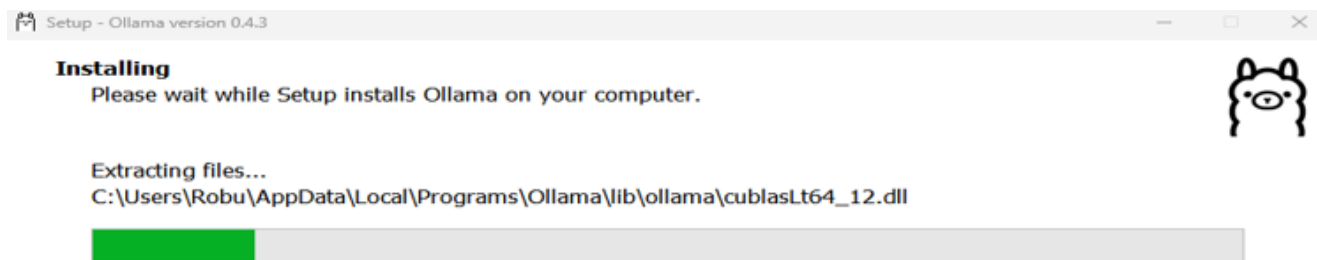 Setup - Ollama version 0.4.3
Installing
Please wait while Setup installs Ollama on your computer.
Extracting files...
C:\Users\Robu\AppData\Local\Programs\Ollama\lib\ollama\cublasLt64_12.dll